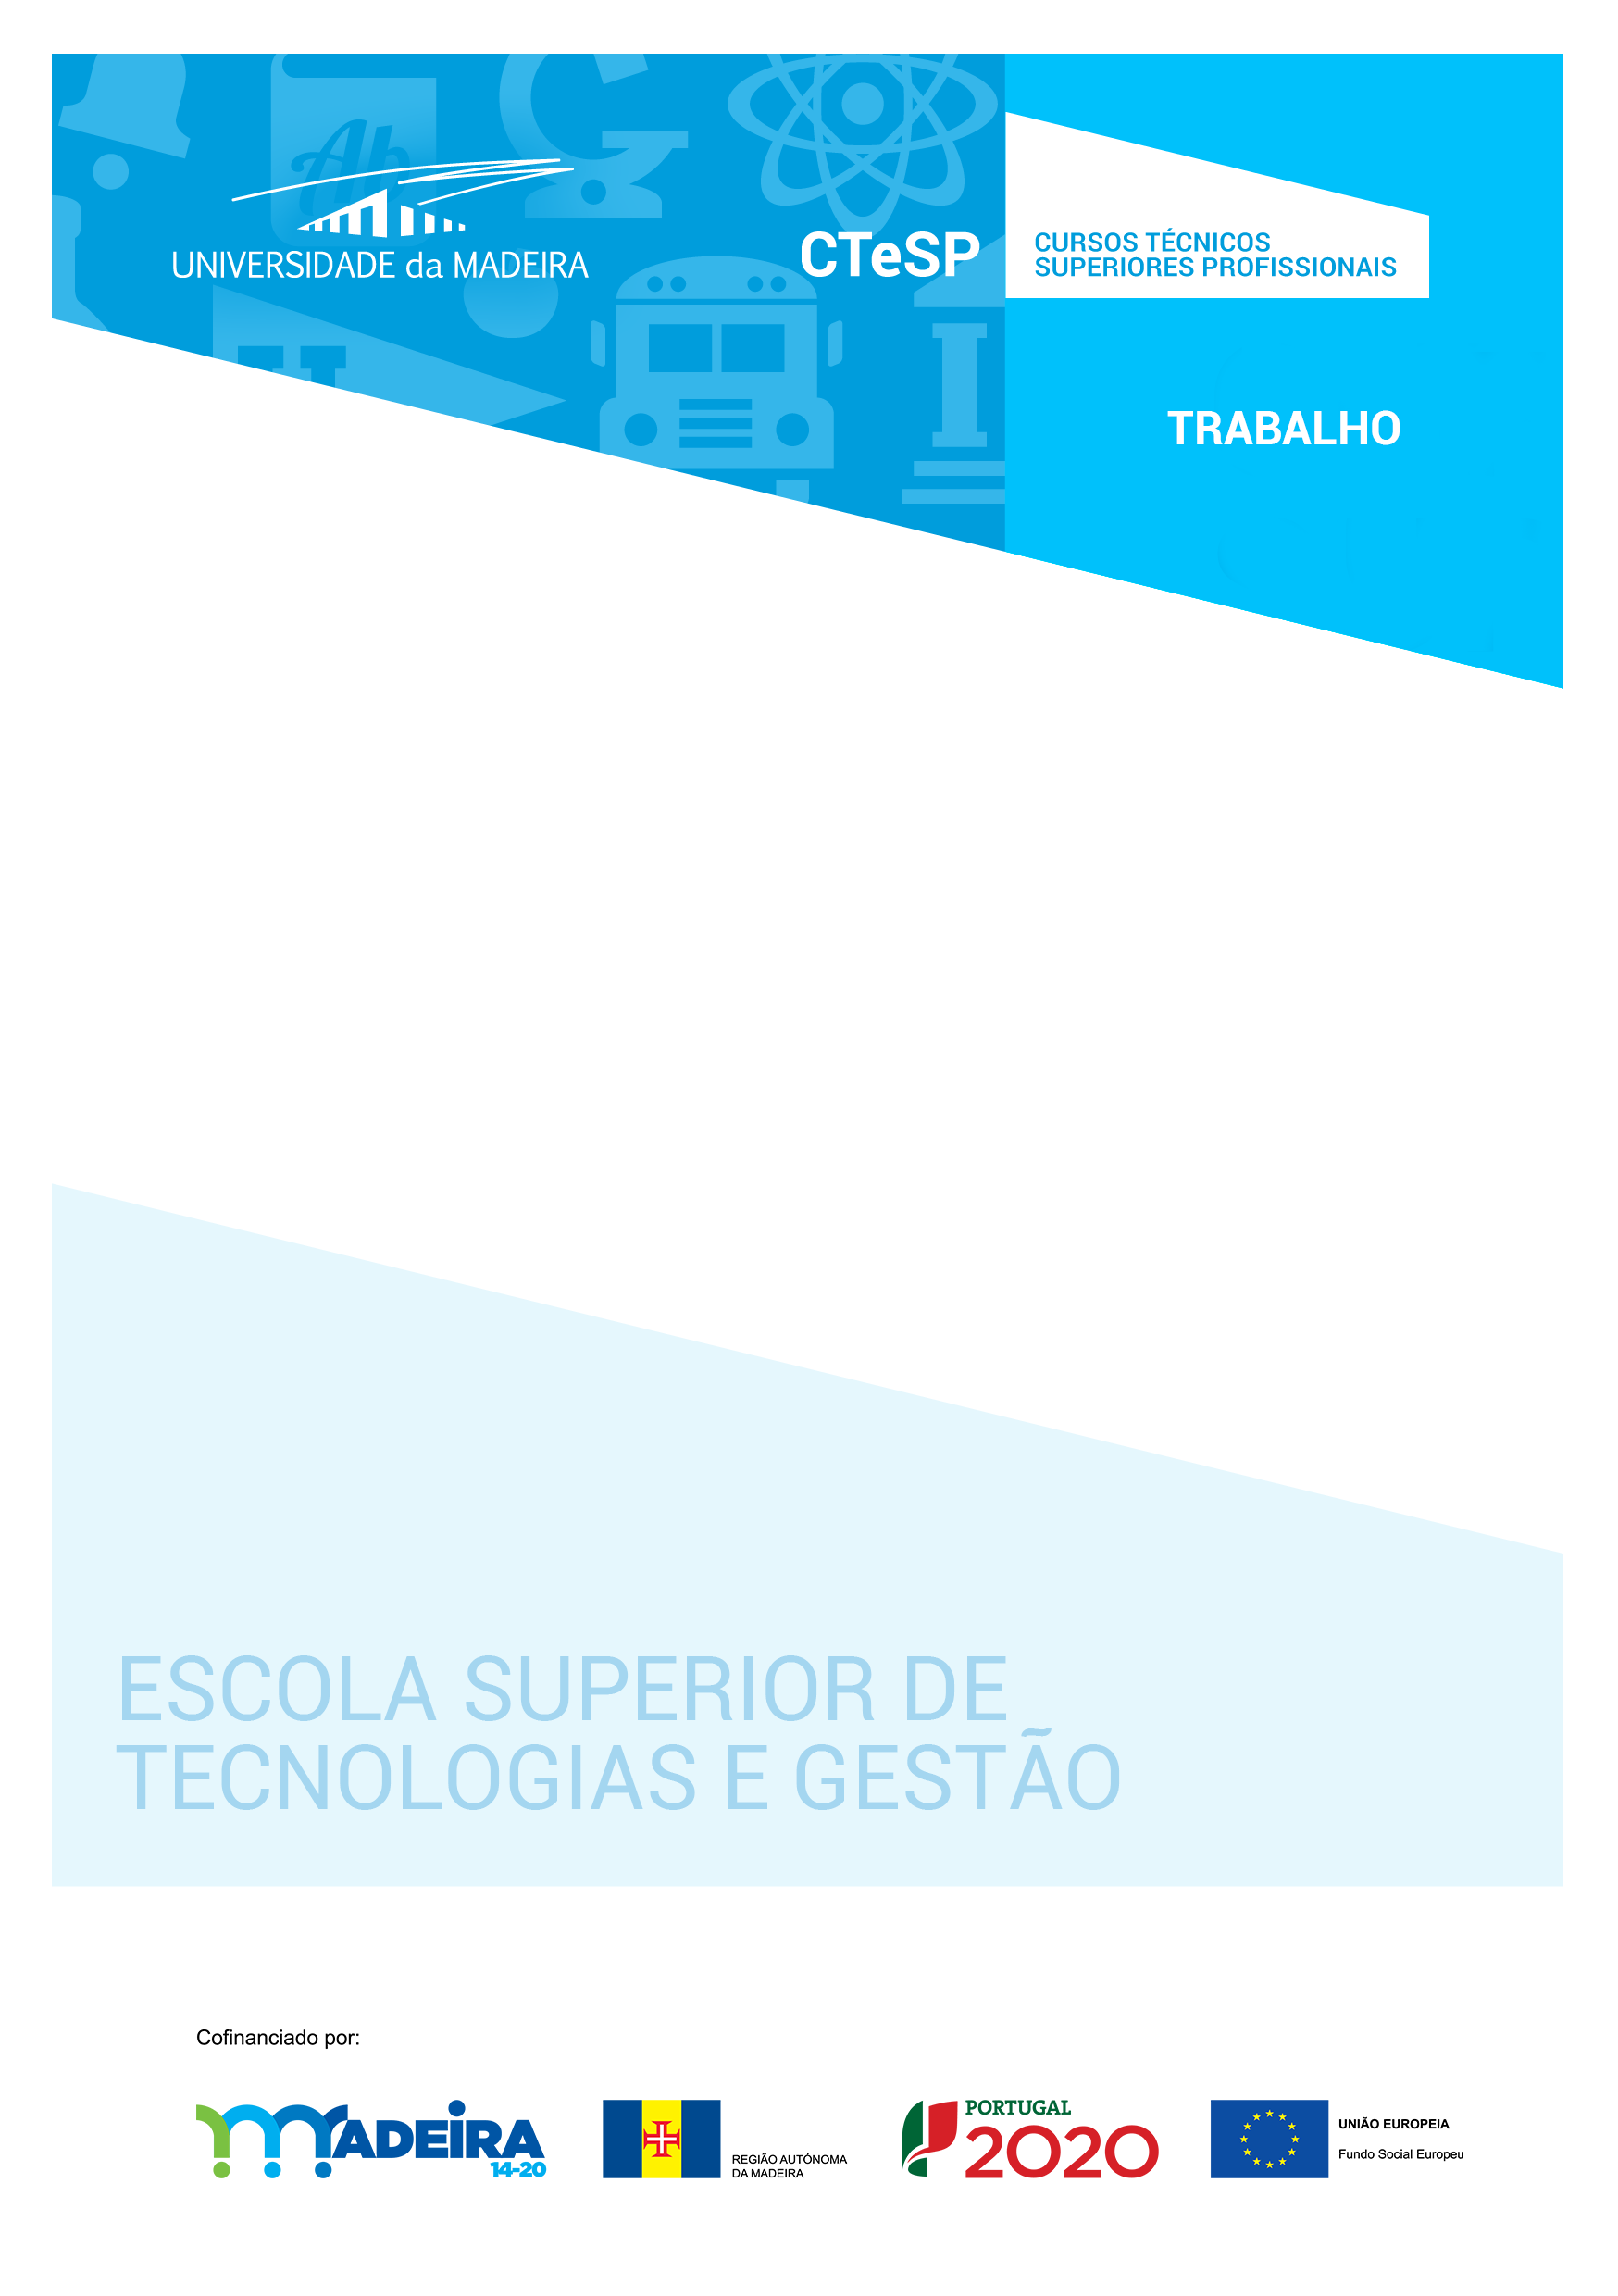 Ab
UNIVERSIDADE da MADEIRA
CTeSP
CURSOS TÉCNICOS
SUPERIORES PROFISSIONAIS
TRABALHO
ESCOLA SUPERIOR DE
TECNOLOGIAS E GESTÃO
Cofinanciado por:
MADEIRA
14-20
REGIÃO AUTÓNOMA
DA MADEIRA
PORTUGAL
2020
UNIÃO EUROPEIA
Fundo Social Europeu